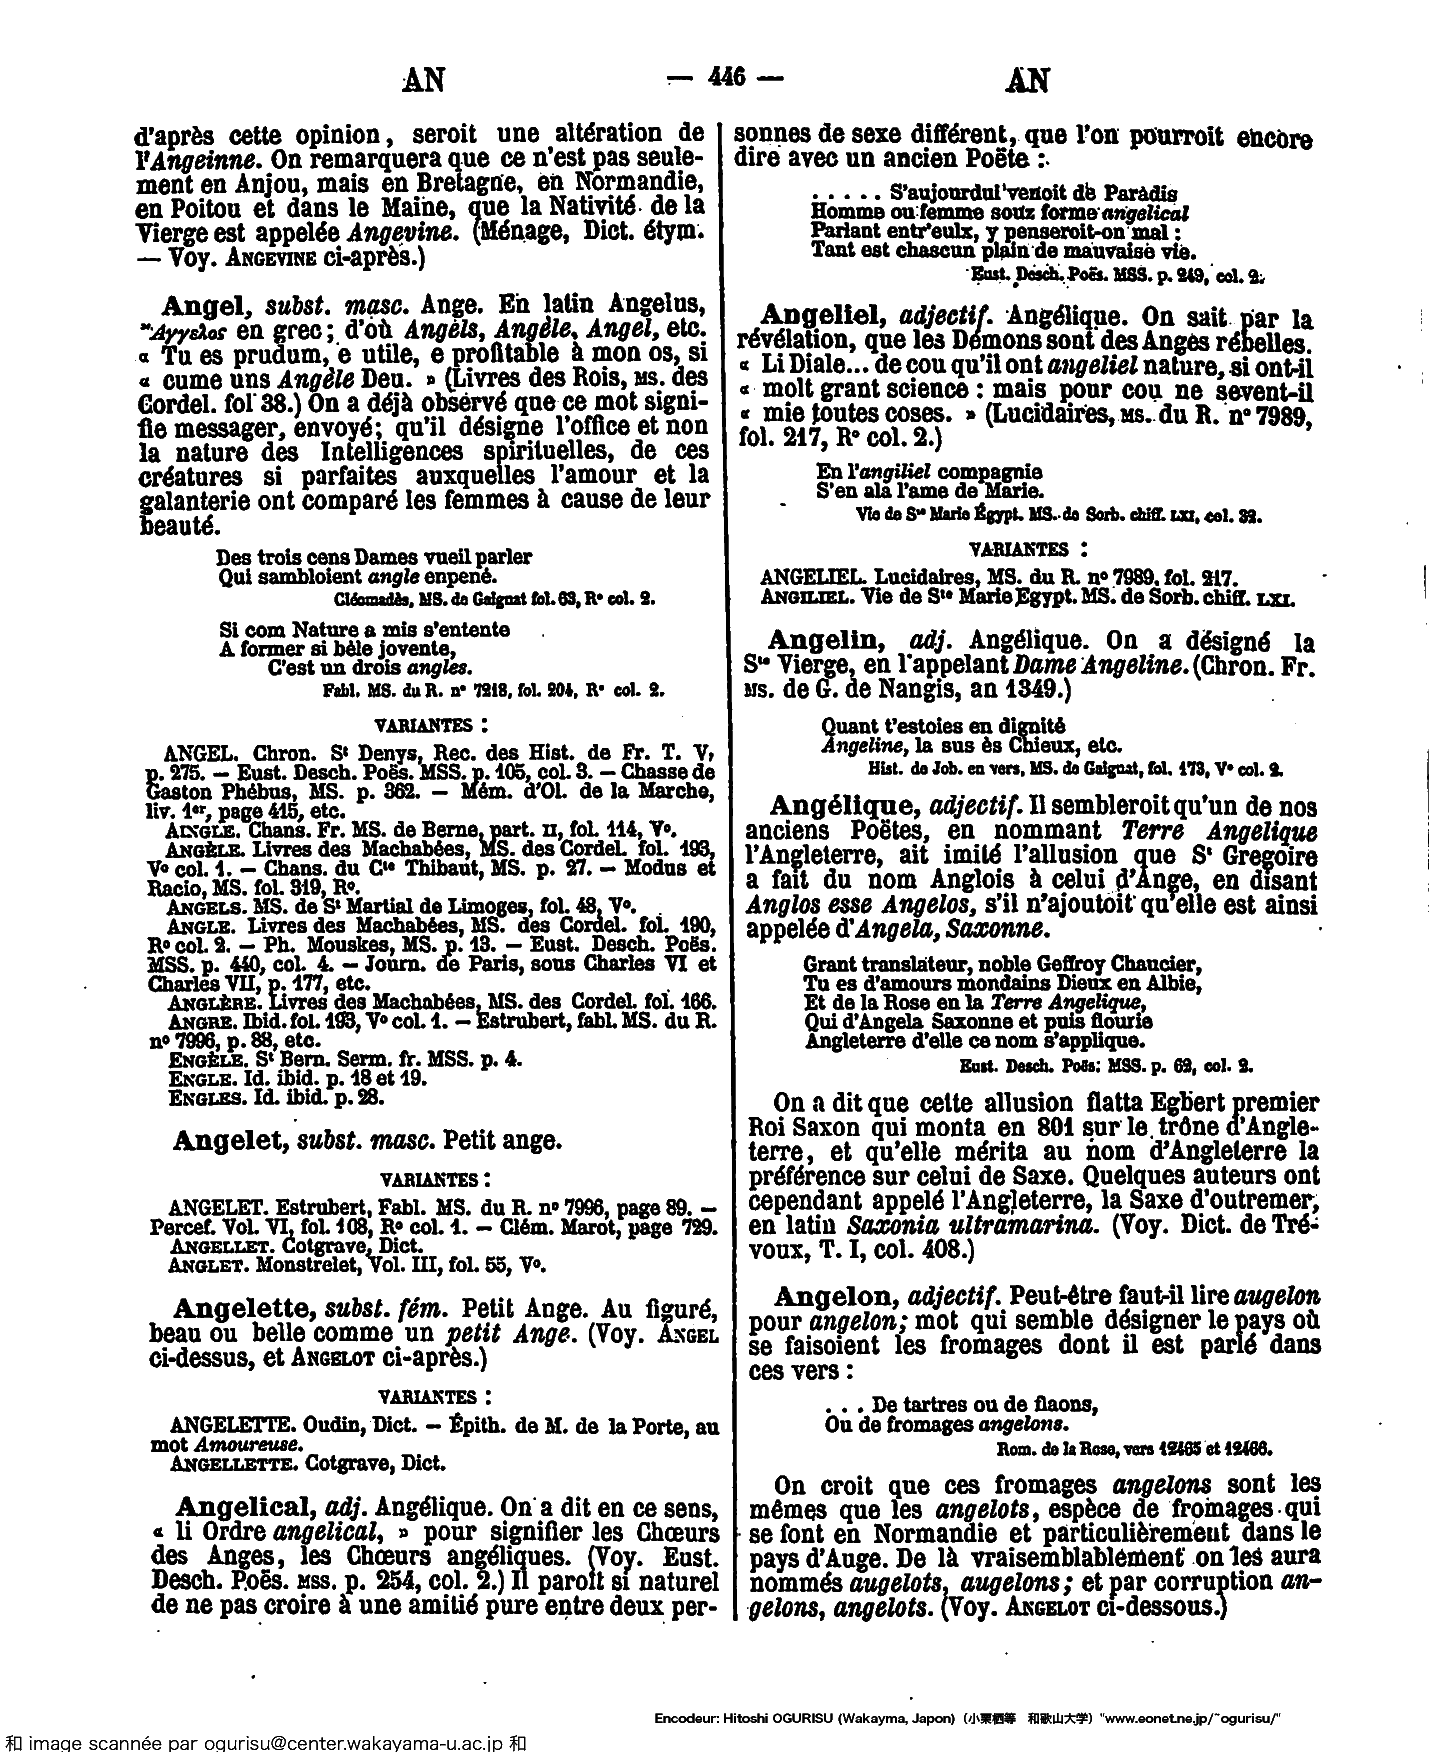 AN
— 446 —
AN
d'après cette opinion, seroit une altération de
l'Angeinne. On remarquera que ce n'est pas seule-
ment en Anjou, mais en Bretagne, en Normandie,
en Poitou et dans le Maine, que la Nativité de la
Vierge est appelée Angevine. (Ménage, Dict. étym.
— Voy. ANGEVINE ci-après.)
Angel, subst. masc. Ange. En latin Angelus,
Αγγελος en grec; d'où Angèls, Angèle, Angel, etc.
« Tu es prudum, e utile, e profitable à mon os, si
« cume uns Angèle Deu. » (Livres des Rois, MS. des
Cordel. fol 38.) On a déjà observé que ce mot signi-
fie messager, envoyé; qu'il désigne l'office et non
la nature des Intelligences spirituelles, de ces
créatures si parfaites auxquelles l'amour et la
galanterie ont comparé les femmes à cause de leur
beauté.
Des trois cens Dames vueil parler
Qui sambloient angle enpené.
Cléomadès, MS. de Gaignat fol. 63, R° col. 2.
Si com Nature a mis s'entente
A former si bèle jovente,
C'est un drois angles.
Fabl. MS. du R. n° 7218, fol. 204, R° col. 2.
VARIANTES :
ANGEL. Chron. St Denys, Rec. des Hist. de Fr. T. V,
p. 275. — Eust. Desch. Poës. MSS. p. 105, col. 3. — Chasse de
Gaston Phébus, MS. p. 362. — Mém. d'Ol. de la Marche,
liv. 1er, page 415, etc.
AINGLE. Chans. Fr. MS. de Berne, part. II, fol. 114, V°.
ANGÈLE. Livres des Machabées, MS. des Cordel. fol. 193,
V° col. 1. — Chans. du Cte Thibaut, MS. p. 27. — Modus et
Racio, MS. fol. 319, R°.
ANGELS. MS. de St Martial de Limoges, fol. 48, V°.
ANGLE. Livres des Machabées, MS. des Cordel. fol. 190,
R° col. 2. — Ph. Mouskes, MS. p. 13. — Eust. Desch. Poës.
MSS. p. 440, col. 4. — Journ. de Paris, sous Charles VI et
Charles VII, p. 177, etc.
ANGLÈRE. Livres des Machabées, MS. des Cordel. fol. 166.
ANGRE. Ibid. fol. 193, V° col. 1. — Estrubert, fabl. MS. du R.
n° 7996, p. 88, etc.
ENGÈLE. St Bern. Serm. fr. MSS. p. 4.
ENGLE. Id. ibid. p. 18 et 19.
ENGLES. Id. ibid. p. 28.
Angelet, subst. masc. Petit ange.
VARIANTES :
ANGELET. Estrubert, Fabl. MS. du R. n° 7996, page 89. —
Percef. Vol. VI, fol. 108, R° col. 1. — Clém. Marot, page 729.
ANGELLET. Cotgrave, Dict.
ANGLET. Monstrelet, Vol. III, fol. 55, V°.
Angelette, subst. fém. Petit Ange. Au figuré,
beau ou belle comme un petit Ange. (Voy. ANGEL
ci-dessus, et ANGELOT ci-après.)
VARIANTES :
ANGELETTE. Oudin, Dict. — Épith. de M. de la Porte, au
mot Amoureuse.
ANGELLETTE. Cotgrave, Dict.
Angelical, adj. Angélique. On a dit en ce sens,
« li Ordre angelical, » pour signifier les Chœurs
des Anges, les Chœurs angéliques. (Voy. Eust.
Desch. Poës. MSS. p. 254, col. 2.) Il paroît si naturel
de ne pas croire à une amitié pure entre deux per-
sonnes de sexe différent, que l'on pourroit encore
dire avec un ancien Poëte :
. . . . . S'aujourdui venoit de Paradis
Homme ou femme souz forme angelical
Parlant entr'eulx, y penseroit-on mal :
Tant est chascun plain de mauvaise vie.
Eust. Desch. Poës. MSS. p. 249, col. 2.
Angeliel, adjectif. Angélique. On sait par la
révélation, que les Démons sont des Anges rébelles.
« Li Diale... de cou qu'il ont angeliel nature, si ont-il
« molt grant science : mais pour cou ne sevent-il
« mie toutes coses. » (Lucidaires, MS. du R. n° 7989,
fol. 217, R° col. 2.)
En l'angiliel compagnie
S'en ala l'ame de Marie.
Vie de Ste Marie Égypt. MS. de Sorb. chiff. LXI, col. 32.
VARIANTES :
ANGELIEL. Lucidaires, MS. du R. n° 7989. fol. 217.
ANGILIEL. Vie de Ste Marie Egypt. MS. de Sorb. chiff. LXI.
Angelin, adj. Angélique. On a désigné la
Ste Vierge, en l'appelant Dame Angeline. (Chron. Fr.
MS. de G. de Nangis, an 1349.)
Quant t'estoies en dignité
Angeline, la sus ès Chieux, etc.
Hist. de Job. en vers, MS. de Gaignat, fol. 173, V° col. 2.
Angélique, adjectif. Il sembleroit qu'un de nos
anciens Poëtes, en nommant Terre Angelique
l'Angleterre, ait imité l'allusion que St Gregoire
a fait du nom Anglois à celui d'Ange, en disant
Anglos esse Angelos, s'il n'ajoutoit qu'elle est ainsi
appelée d'Angela, Saxonne.
Grant translateur, noble Geffroy Chaucier,
Tu es d'amours mondains Dieux en Albie,
Et de la Rose en la Terre Angelique,
Qui d'Angela Saxonne et puis flourie
Angleterre d'elle ce nom s'applique.
Eust. Desch. Poës. MSS. p. 62, col. 2.
On a dit que cette allusion flatta Egbert premier
Roi Saxon qui monta en 801 sur le trône d'Angle-
terre, et qu'elle mérita au nom d'Angleterre la
préférence sur celui de Saxe. Quelques auteurs ont
cependant appelé l'Angleterre, la Saxe d'outremer,
en latin Saxonia ultramarina. (Voy. Dict. de Tré-
voux, T. I, col. 408.)
Angelon, adjectif. Peut-être faut-il lire augelon
pour angelon; mot qui semble désigner le pays où
se faisoient les fromages dont il est parlé dans
ces vers :
. . . De tartres ou de flaons,
Ou de fromages angelons.
Rom. de la Rose, vers 12465 et 12466.
On croit que ces fromages angelons sont les
mêmes que les angelots, espèce de fromages qui
se font en Normandie et particulièrement dans le
pays d'Auge. De là vraisemblablement on les aura
nommés augelots, augelons; et par corruption an-
gelons, angelots. (Voy. ANGELOT ci-dessous.)
Encodeur: Hitoshi OGURISU (Wakayma, Japon) (小栗栖等 和歌山大学) "www.eonet.ne.jp/~ogurisu/"
和 image scannée par ogurisu@center.wakayama-u.ac.jp 和